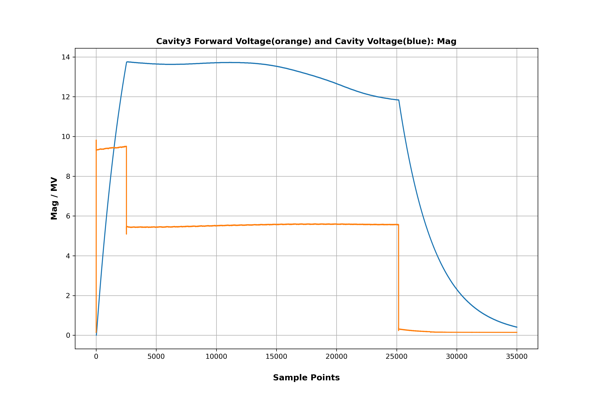 Cavity3 Forward Voltage(orange) and Cavity Voltage(blue): Mag
14
12
10
8
6
4
2
0
Mag / MV
0 5000 10000 15000 20000 25000 30000 35000
Sample Points